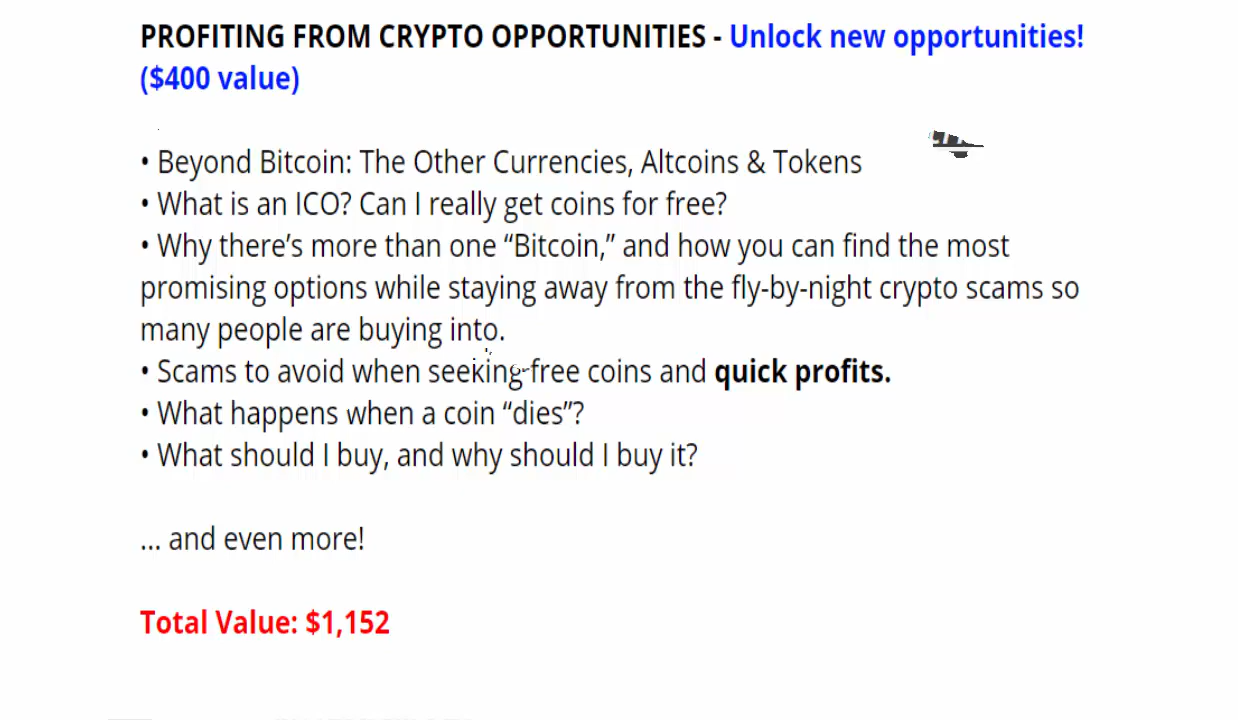 PROFITING FROM CRYPTO OPPORTUNITIES - Unlock new opportunities!
($400 value)
• Beyond Bitcoin: The Other Currencies, Altcoins & Tokens
• What is an ICO? Can I really get coins for free?
• Why there’s more than one “Bitcoin,” and how you can find the most
promising options while staying away from the fly-by-night crypto scams so
many people are buying into.
• Scams to avoid when seeking free coins and quick profits.
• What happens when a coin “dies”?
• What should I buy, and why should I buy it?
... and even more!
Total Value: $1,152